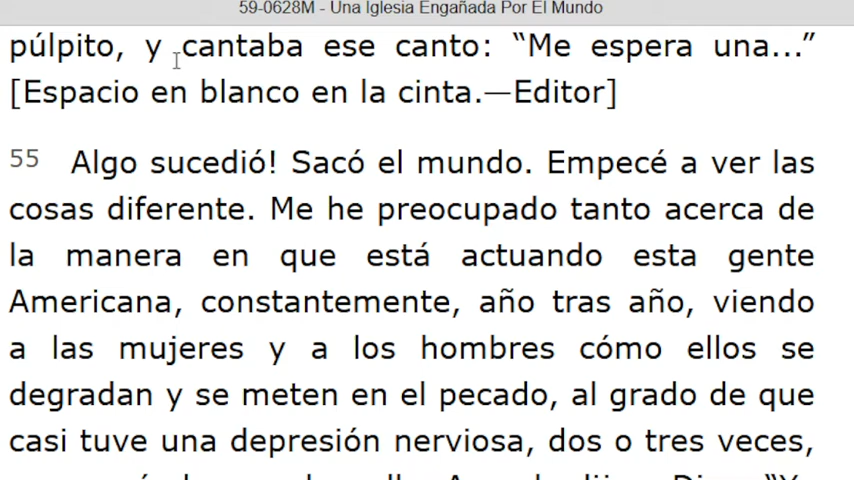 59-0628M - Una Iglesia Engañada Por El Mundo
púlpito, y cantaba ese canto: “Me espera una...”
[Espacio en blanco en la cinta.—Editor]
55 Algo sucedió! Sacó el mundo. Empecé a ver las
cosas diferente. Me he preocupado tanto acerca de
la manera en que está actuando esta gente
Americana, constantemente, año tras año, viendo
a las mujeres y a los hombres cómo ellos se
degradan y se meten en el pecado, al grado de que
casi tuve una depresión nerviosa, dos o tres veces,